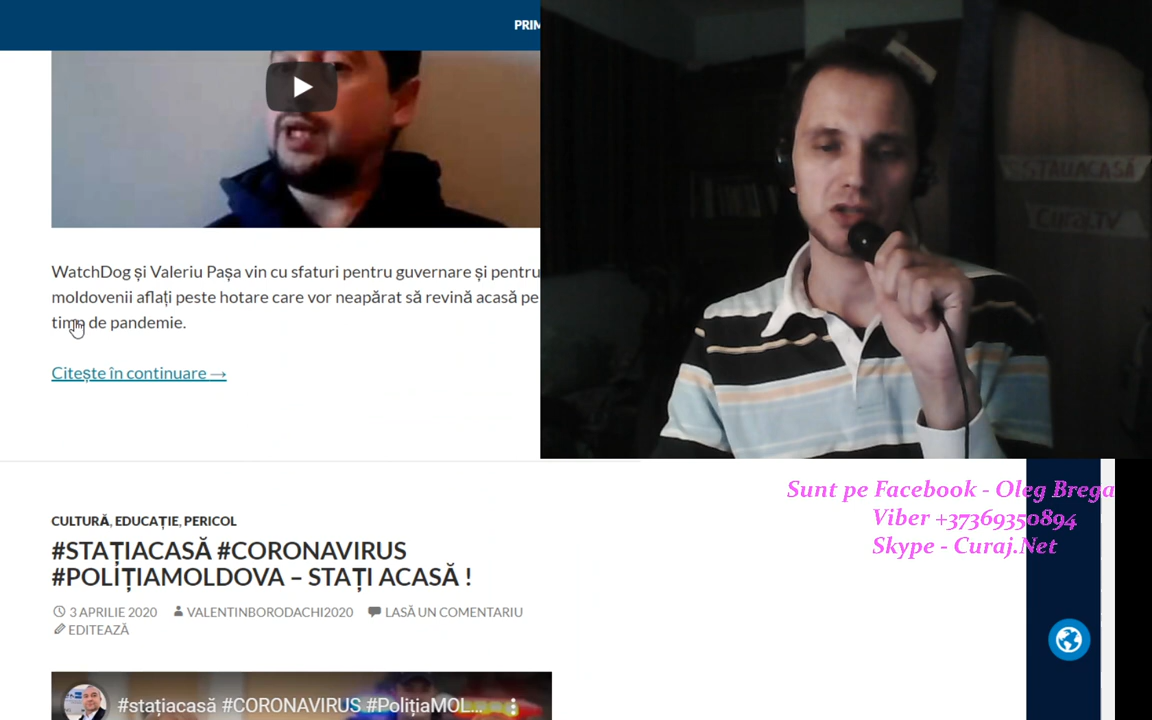 PRIM
#STAUACASĂ
Curaj.TV
WatchDog și Valeriu Pașa vin cu sfaturi pentru guvernare și pentru
moldovenii aflați peste hotare care vor neapărat să revină acasă pe
timp de pandemie.
Citește în continuare →
Sunt pe Facebook - Oleg Brega
Viber +37369350894
Skype - Curaj.Net
CULTURĂ, EDUCAȚIE, PERICOL
#STAȚIACASĂ #CORONAVIRUS
#POLIȚIAMOLDOVA – STAȚI ACASĂ !
3 APRILIE 2020 VALENTINBORODACHI2020 LASĂ UN COMENTARIU
EDITEAZĂ
#stațiacasă #CORONAVIRUS #PolițiaMOL...